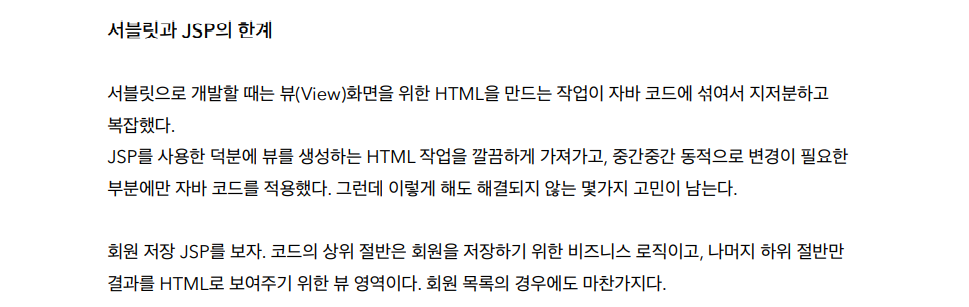 서블릿과 JSP의 한계
서블릿으로 개발할 때는 뷰(View)화면을 위한 HTML을 만드는 작업이 자바 코드에 섞여서 지저분하고
복잡했다.
JSP를 사용한 덕분에 뷰를 생성하는 HTML 작업을 깔끔하게 가져가고, 중간중간 동적으로 변경이 필요한
부분에만 자바 코드를 적용했다. 그런데 이렇게 해도 해결되지 않는 몇가지 고민이 남는다.
회원 저장 JSP를 보자. 코드의 상위 절반은 회원을 저장하기 위한 비즈니스 로직이고, 나머지 하위 절반만
결과를 HTML로 보여주기 위한 뷰 영역이다. 회원 목록의 경우에도 마찬가지다.